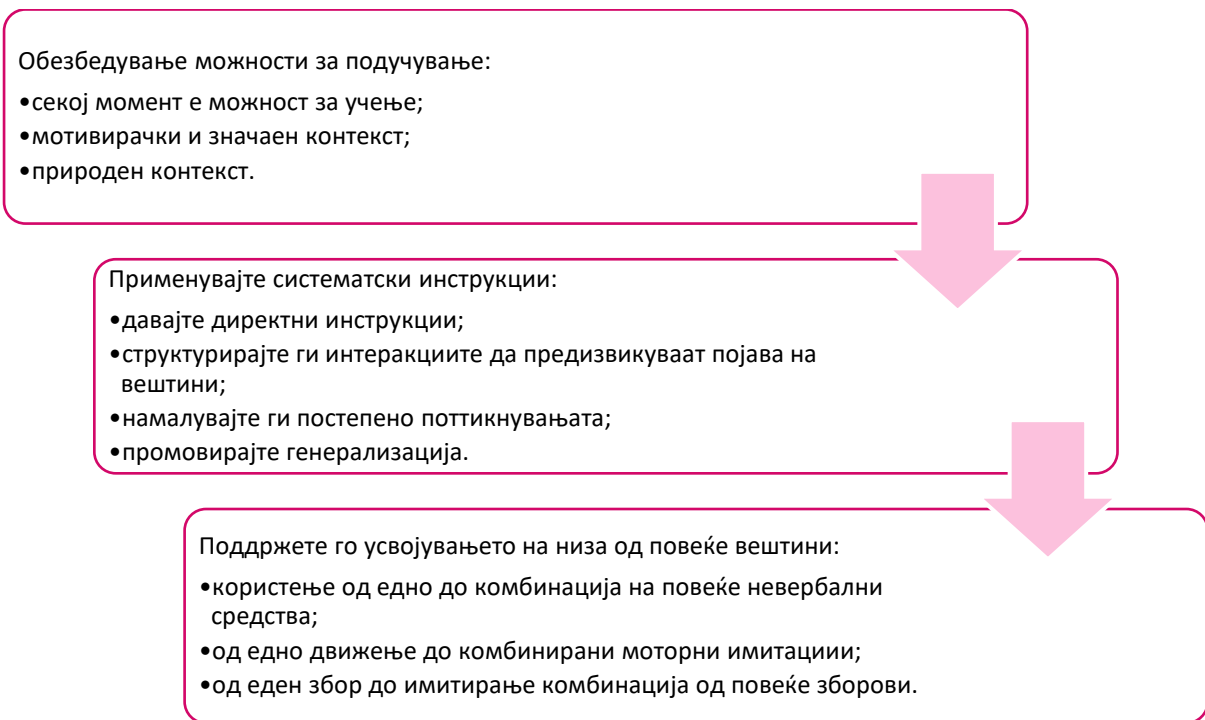 Обезбедување можности за подучување:
•секој момент е можност за учење;
•мотивирачки и значаен контекст;
•природен контекст.
Применувајте систематски инструкции:
•давајте директни инструкции;
•структурирајте ги интеракциите да предизвикуваат појава на
вештини;
•намалувајте ги постепено поттикнувањата;
•промовирајте генерализација.
Поддржете го усвојувањето на низа од повеќе вештини:
•користење од едно до комбинација на повеќе невербални
средства;
•од едно движење до комбинирани моторни имитациии;
•од еден збор до имитирање комбинација од повеќе зборови.